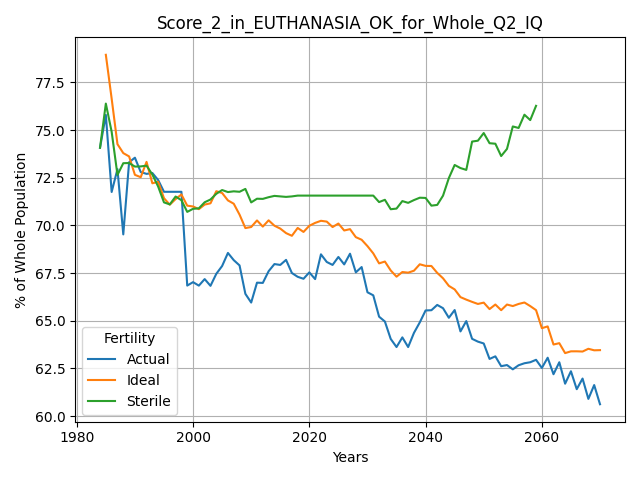 Score_2_in_EUTHANASIA_OK_for_Whole_Q2_IQ
% of Whole Population
77.5
75.0
72.5
70.0
67.5
65.0
62.5
60.0
Fertility
Actual
Ideal
Sterile
1980
2000
2020
2040
2060
Years